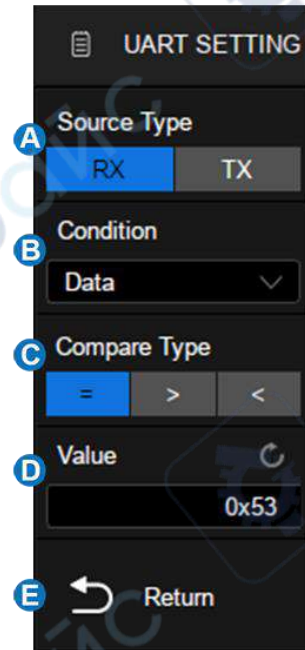 UART SETTING
A Source Type
RX TX
B Condition
Data
C Compare Type
= > <
D Value
0x53
E Return